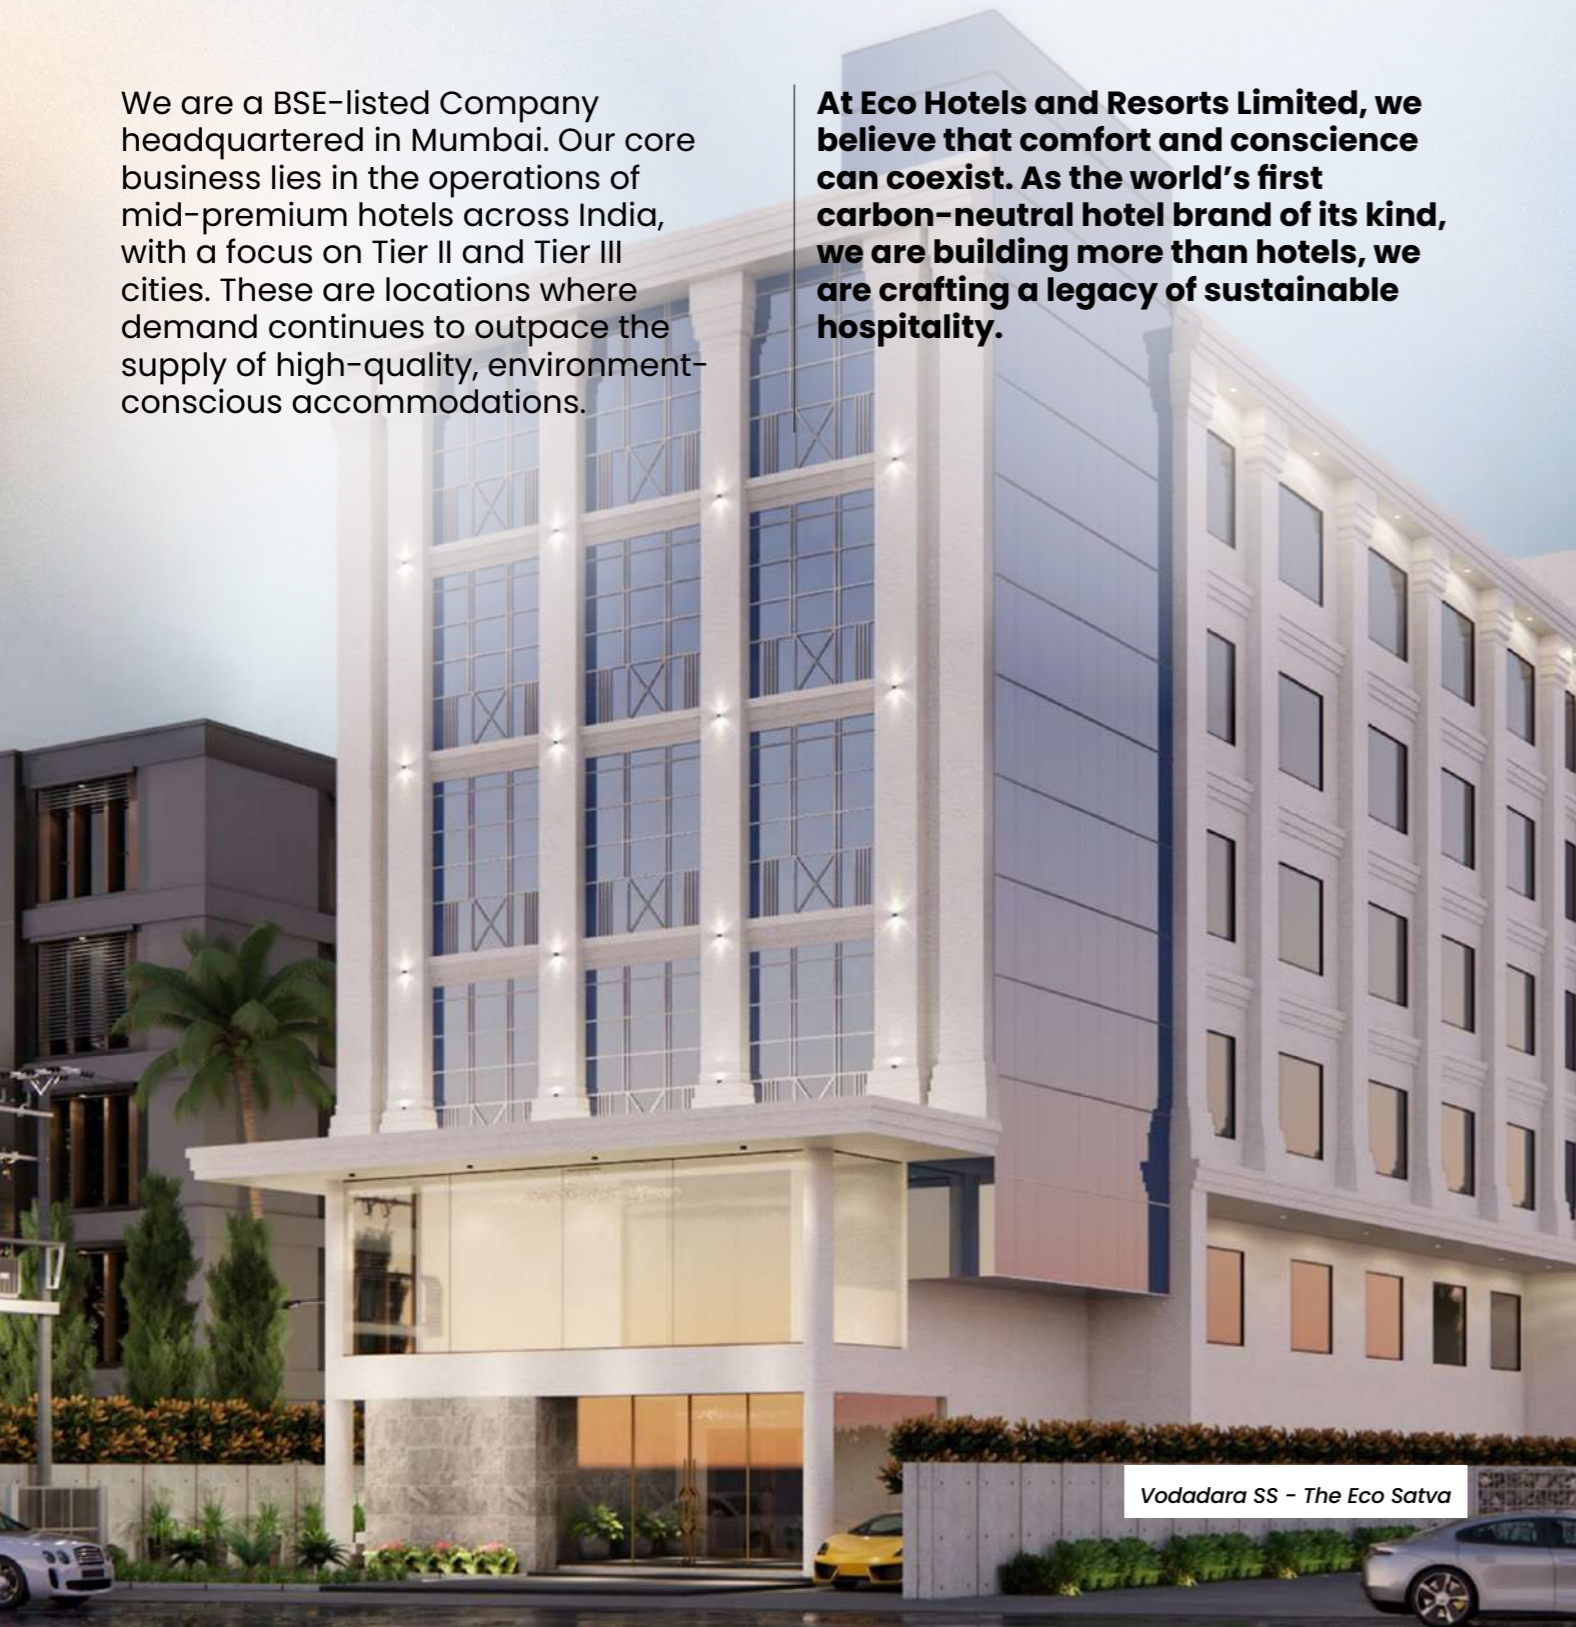 We are a BSE-listed Company
headquartered in Mumbai. Our core
business lies in the operations of
mid-premium hotels across India,
with a focus on Tier II and Tier III
cities. These are locations where
demand continues to outpace the
supply of high-quality, environment-
conscious accommodations.
At Eco Hotels and Resorts Limited, we
believe that comfort and conscience
can coexist. As the world’s first
carbon-neutral hotel brand of its kind,
we are building more than hotels, we
are crafting a legacy of sustainable
hospitality.
Vodadara SS - The Eco Satva